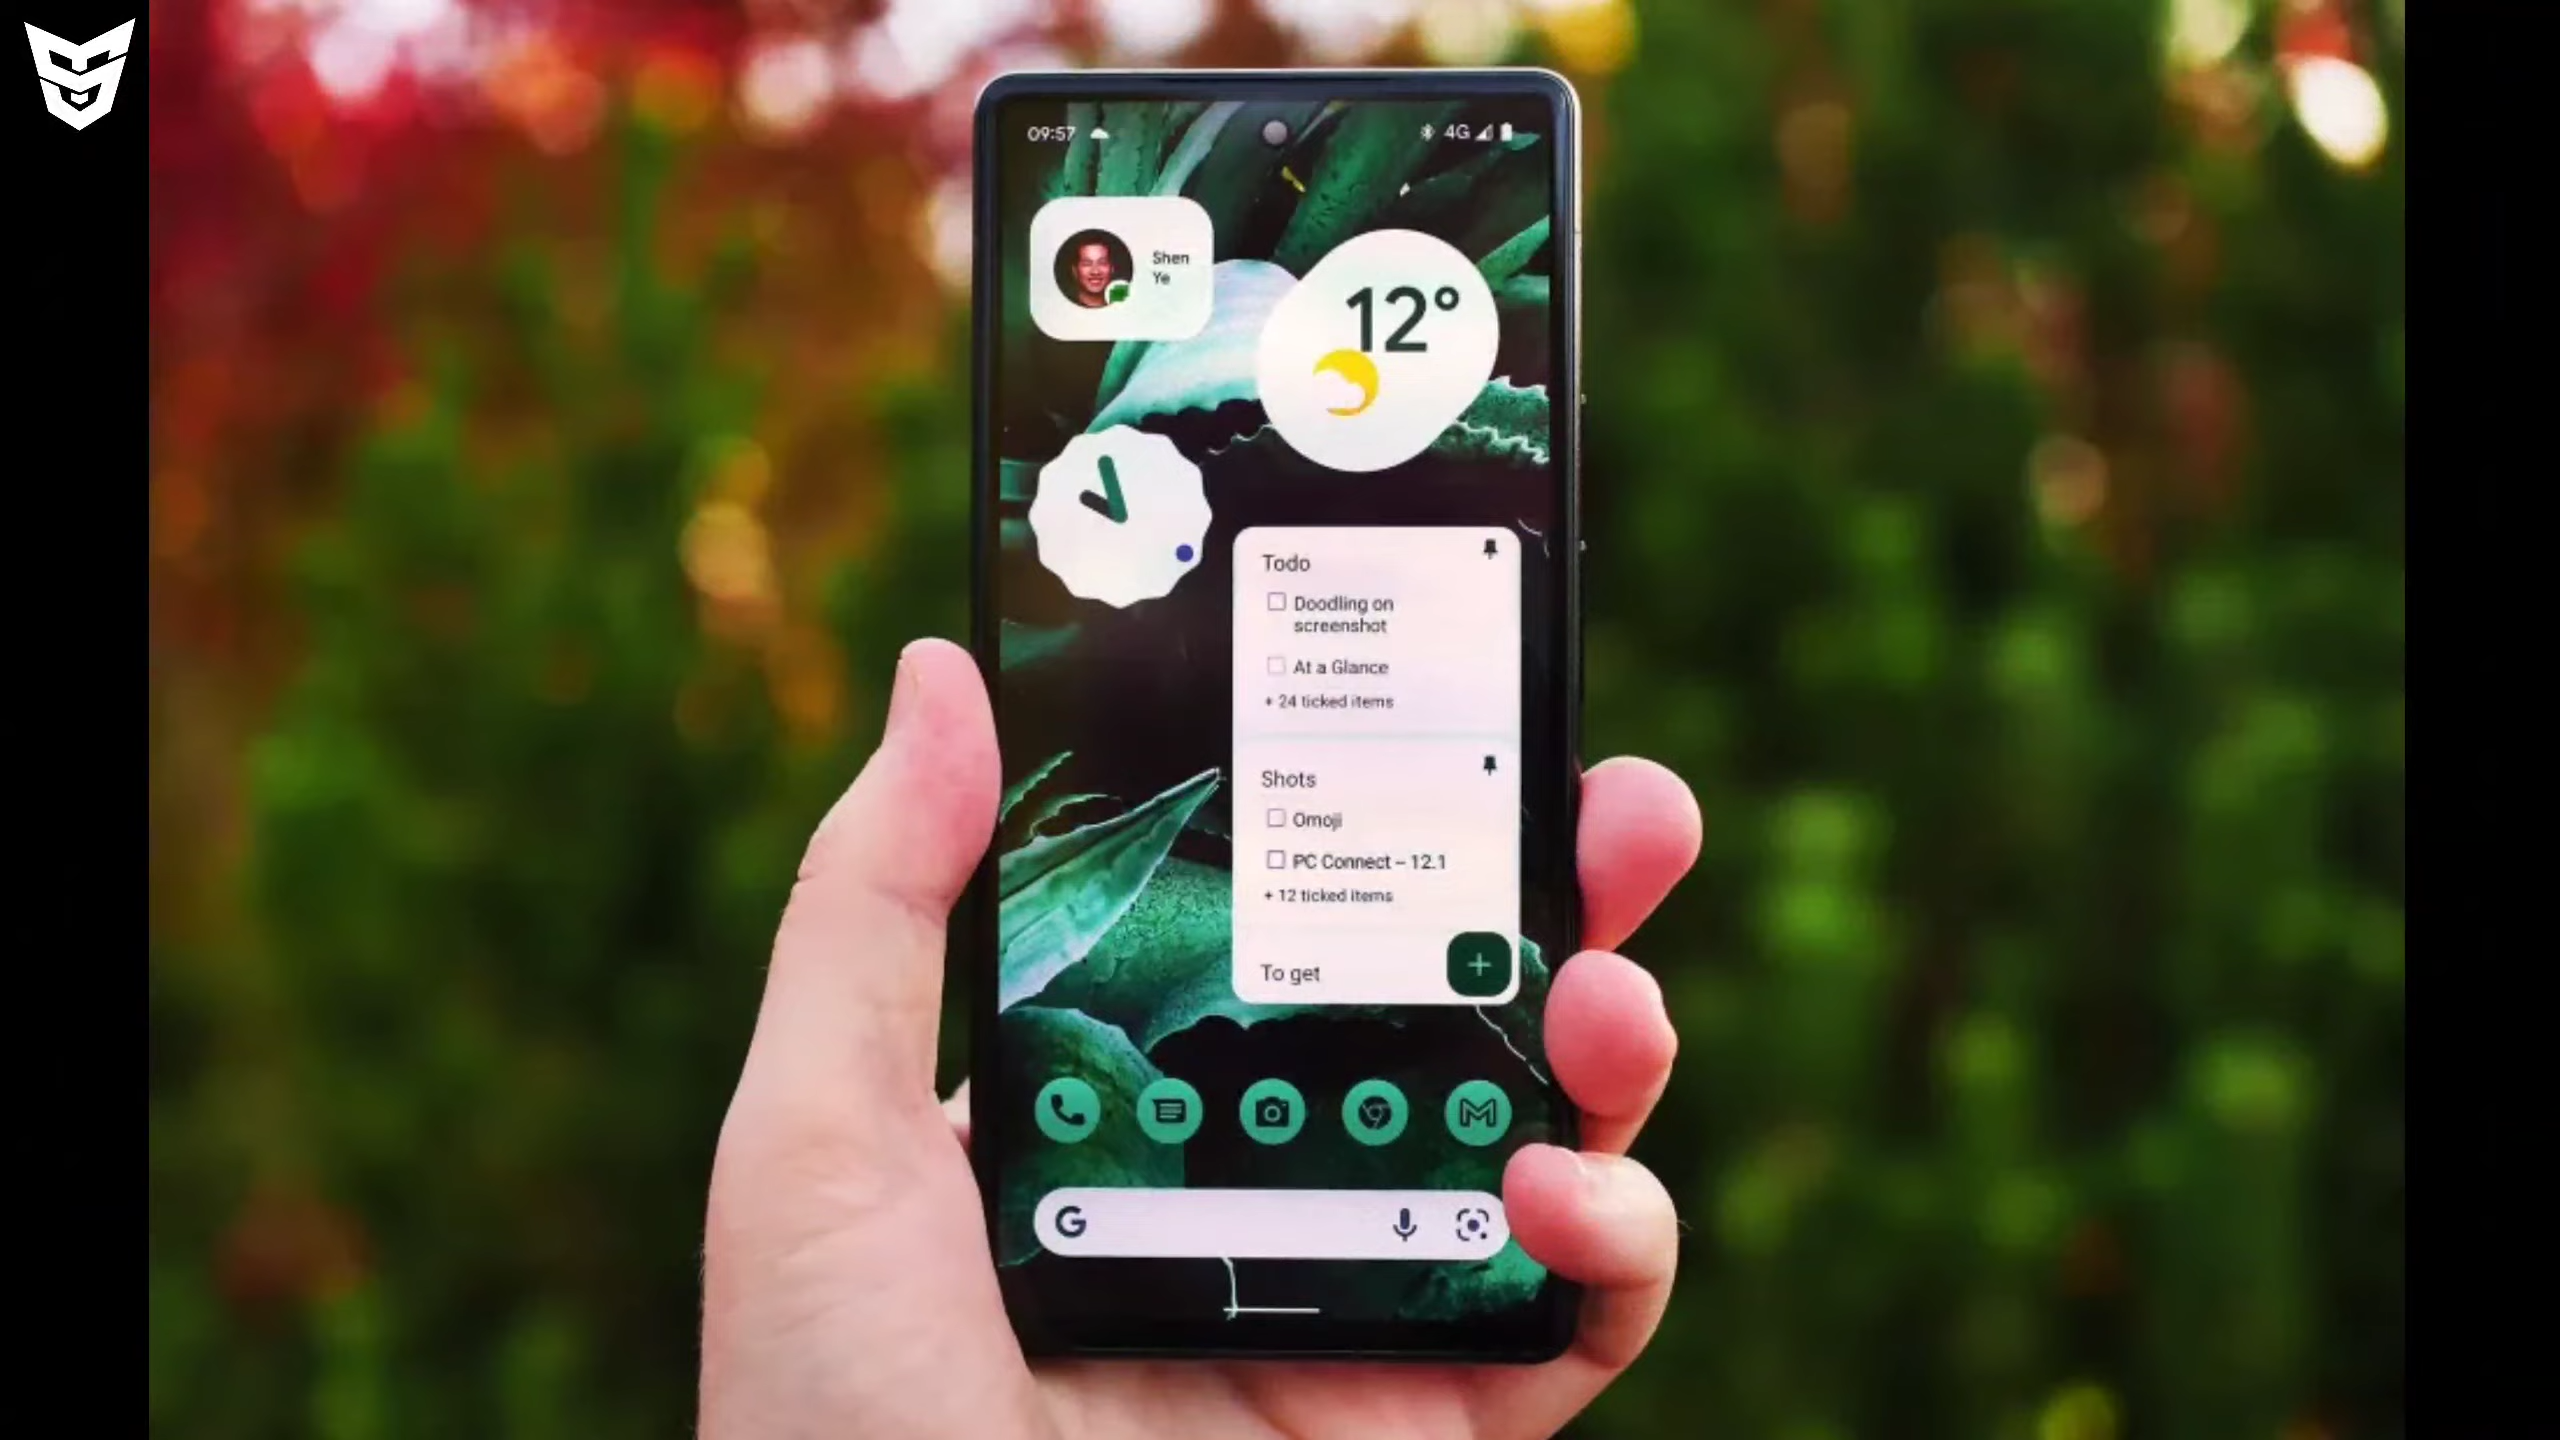 09:57
4G
Shen
Ye
12°
Todo
Doodling on
screenshot
At a Glance
+ 24 ticked items
Shots
Omoji
PC Connect – 12.1
+ 12 ticked items
To get